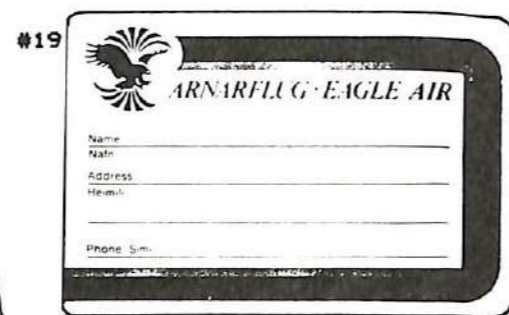 #19
ARNARFLUG · EAGLE AIR
Name
Nafn
Address
Heimili
Phone Sími